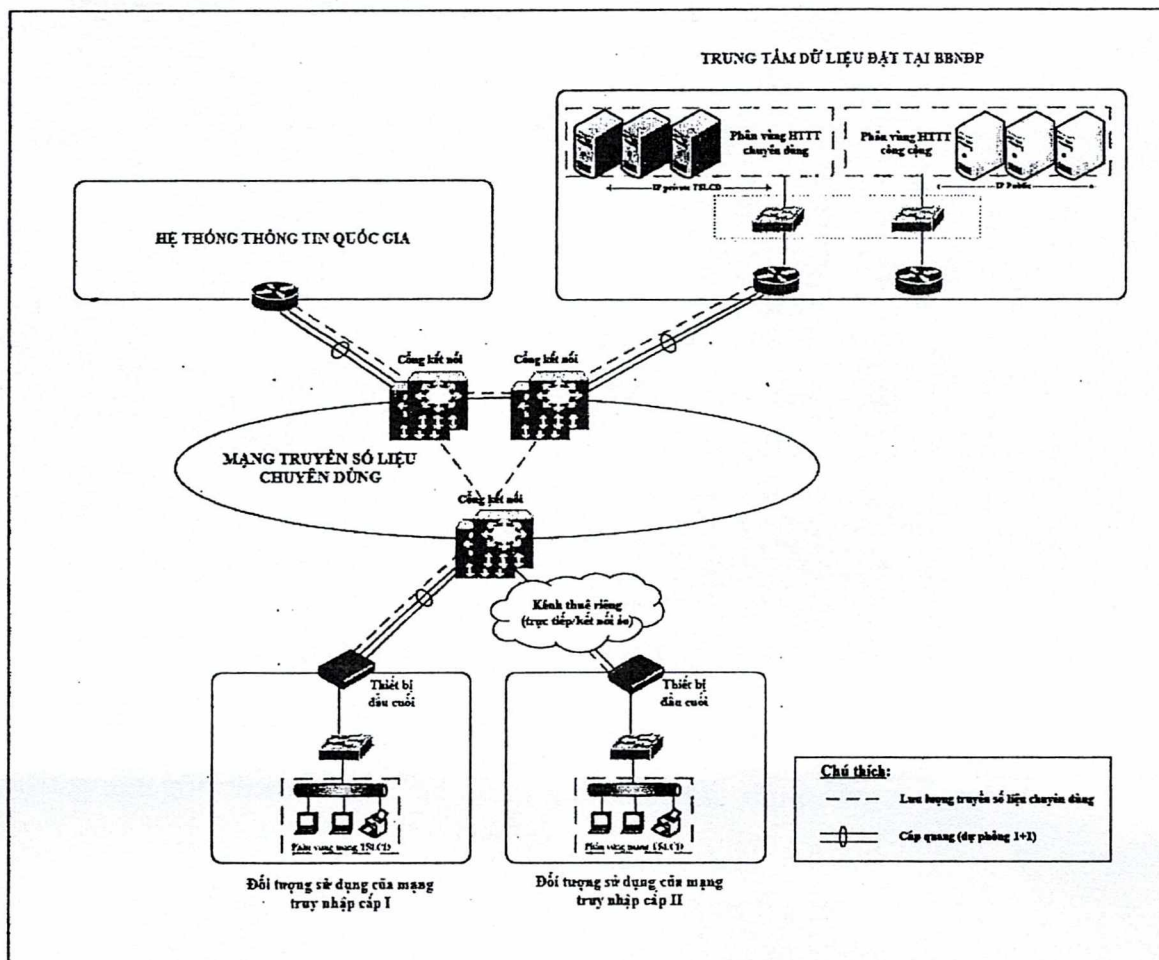 TRUNG TÂM DỮ LIỆU ĐẶT TẠI BBNĐP
Phân vùng HTTT
chuyên dùng
Phân vùng HTTT
công cộng
IP private TSLCD
IP Public
HỆ THỐNG THÔNG TIN QUỐC GIA
Cổng kết nối
Cổng kết nối
MẠNG TRUYỀN SỐ LIỆU
CHUYÊN DÙNG
Cổng kết nối
Kênh thuê riêng
(trực tiếp/kết nối ảo)
Thiết bị
đầu cuối
Thiết bị
đầu cuối
Phân vùng mạng TSLCD
Phân vùng mạng TSLCD
Đối tượng sử dụng của mạng
truy nhập cấp I
Đối tượng sử dụng của mạng
truy nhập cấp II
Chú thích:
Lưu lượng truyền số liệu chuyên dùng
Cáp quang (dự phòng 1+1)